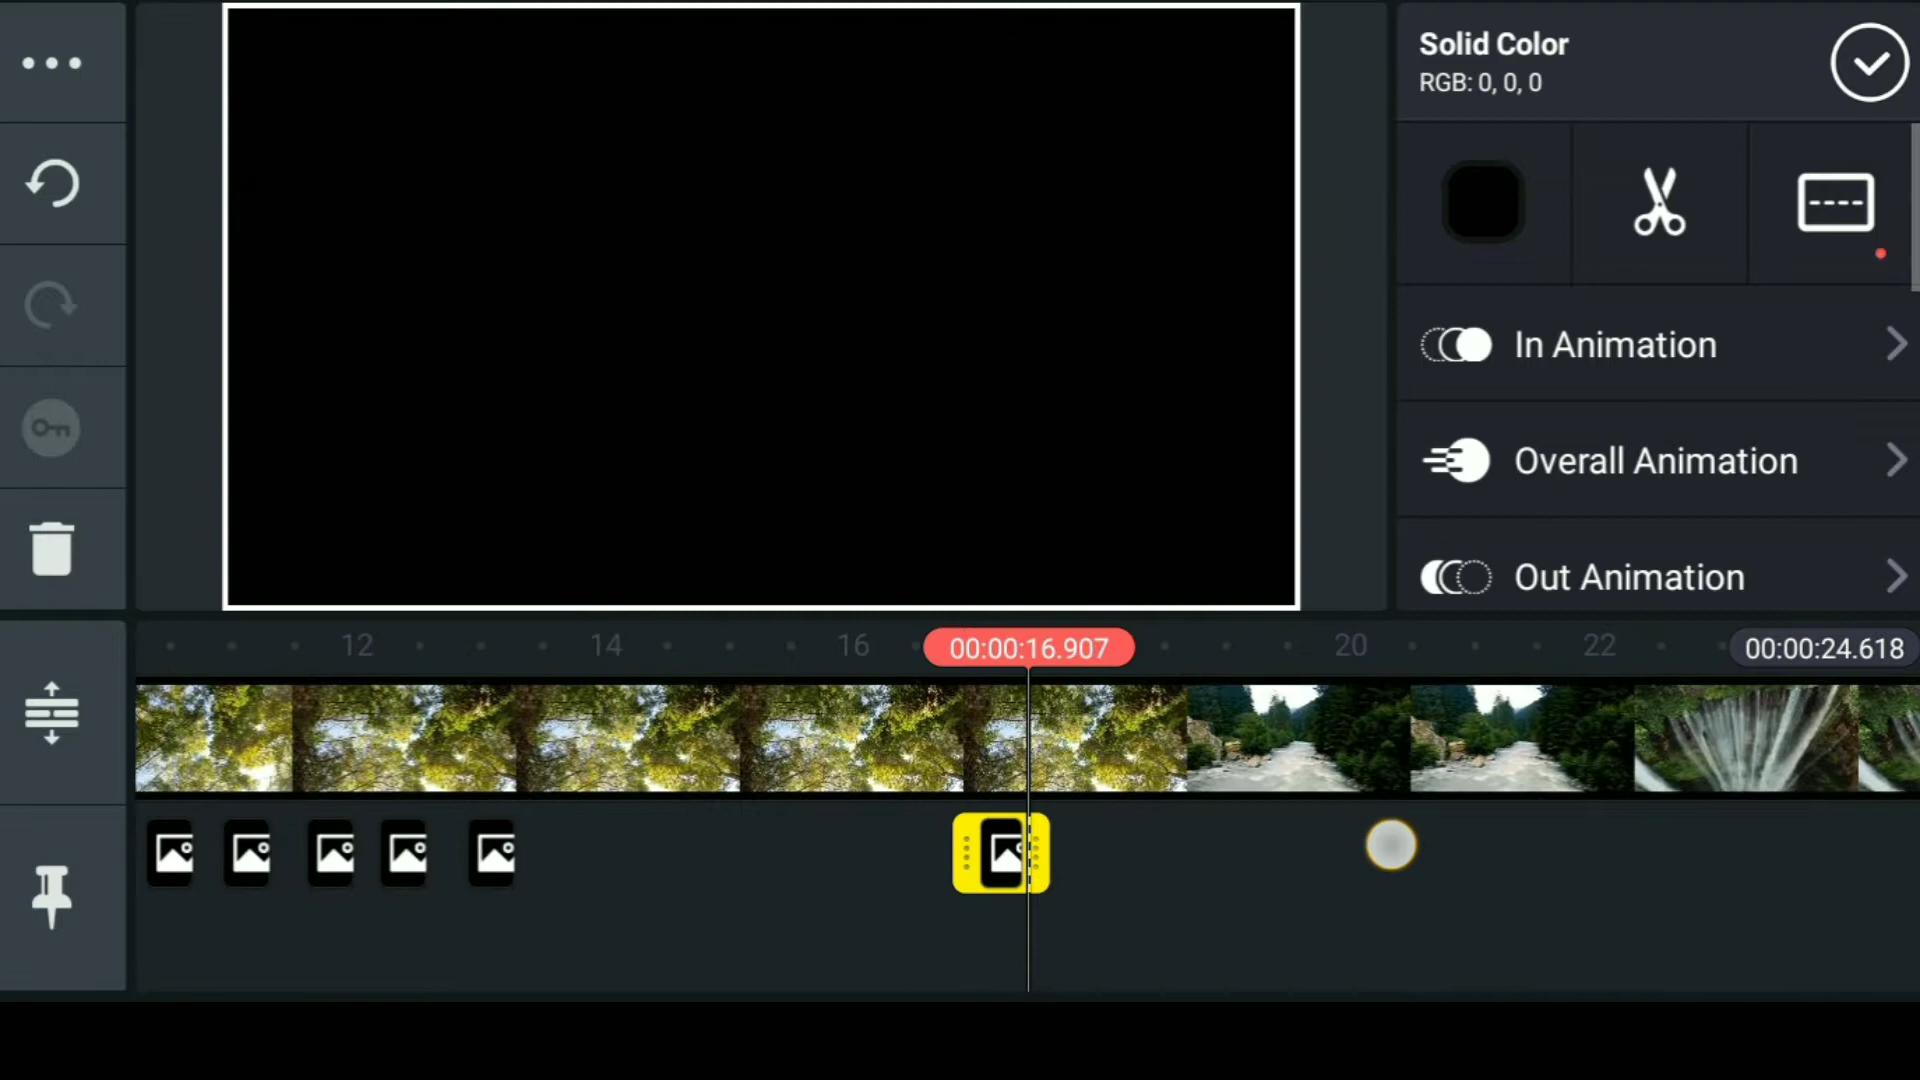 Solid Color
RGB: 0, 0, 0
In Animation
Overall Animation
Out Animation
12
14
16
00:00:16.907
20
22
00:00:24.618